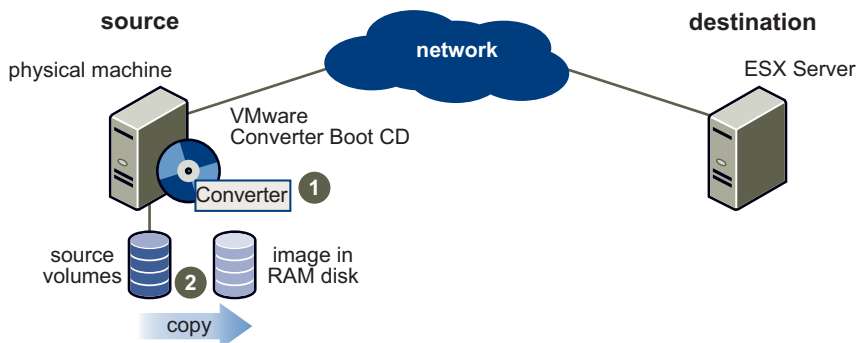 source
destination
network
physical machine
ESX Server
VMware
Converter Boot CD
Converter
1
source
volumes
2
image in
RAM disk
copy